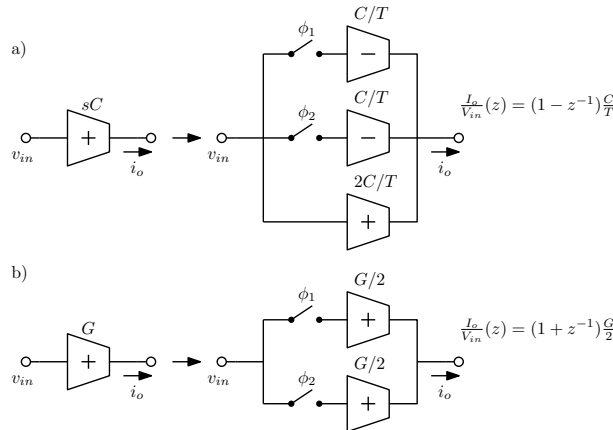 a)
sC
+
v_in
i_o
ϕ_1
C/T
−
ϕ_2
C/T
−
2C/T
+
v_in
i_o
I_o/V_in (z) = (1 − z^{-1}) C/T
b)
G
+
v_in
i_o
ϕ_1
G/2
+
ϕ_2
G/2
+
v_in
i_o
I_o/V_in (z) = (1 + z^{-1}) G/2